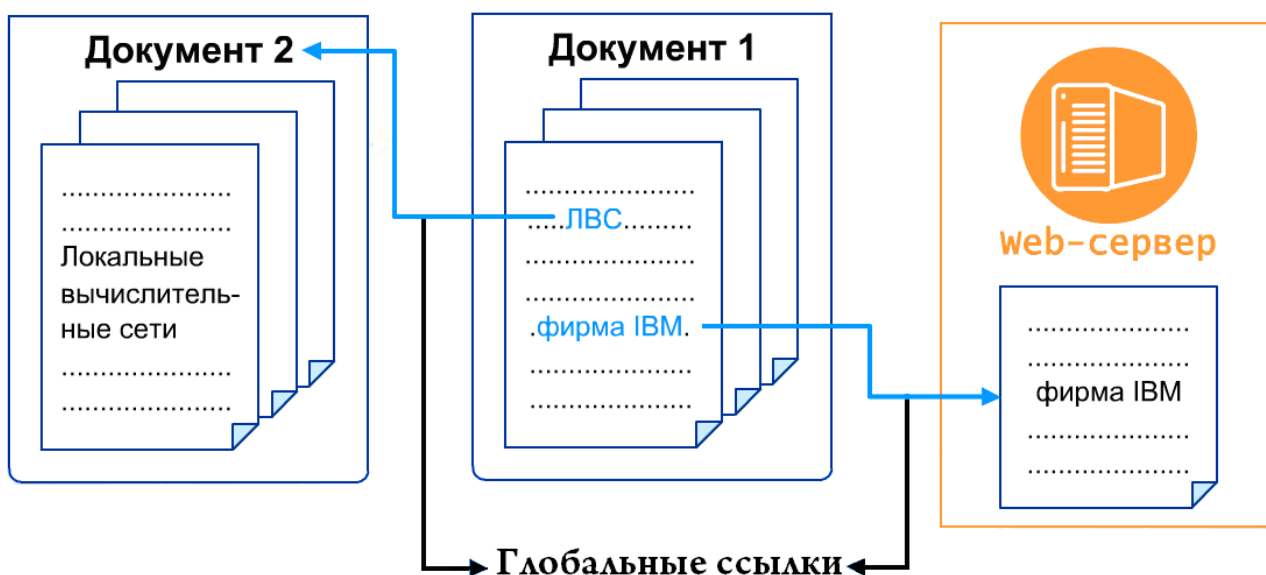 Документ 2
.......................
.......................
Локальные
вычислитель-
ные сети
.......................
.......................
Документ 1
.......................
.....ЛВС.........
.......................
.......................
.фирма IBM.
......................
......................
Web-сервер
......................
......................
фирма IBM
......................
......................
Глобальные ссылки